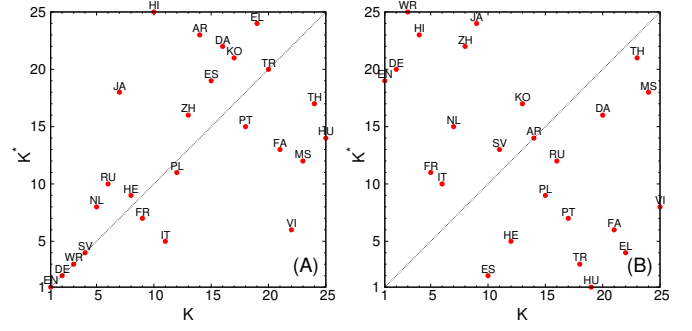 25
20
15
10
5
1
K*
1
5
10
15
20
25
K
EN
DE
WR
SV
NL
RU
JA
HE
FR
HI
IT
PL
ZH
AR
ES
DA
KO
PT
EL
TR
FA
VI
MS
TH
HU
(A)
25
20
15
10
5
1
K*
1
5
10
15
20
25
K
EN
DE
WR
HI
FR
IT
NL
ZH
JA
ES
SV
HE
KO
AR
PL
RU
PT
TR
HU
DA
FA
EL
TH
MS
VI
(B)